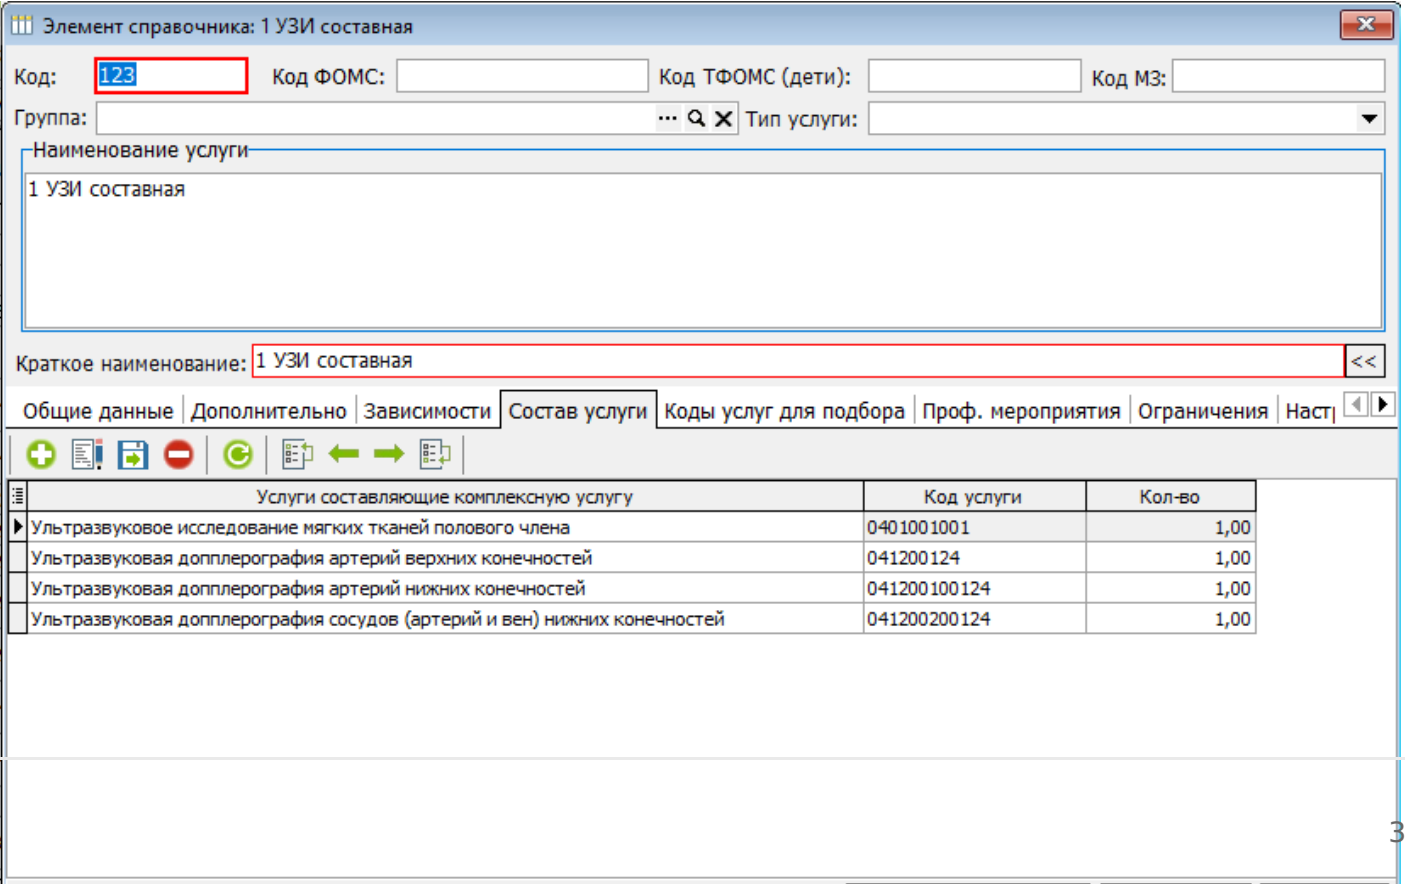 Элемент справочника: 1 УЗИ составная
Код: 123 Код ФОМС: Код ТФОМС (дети): Код МЗ:
Группа: ... Тип услуги:
Наименование услуги
1 УЗИ составная
Краткое наименование: 1 УЗИ составная <<
Общие данные Дополнительно Зависимости Состав услуги Коды услуг для подбора Проф. мероприятия Ограничения Наст
Услуги составляющие комплексную услугу Код услуги Кол-во
Ультразвуковое исследование мягких тканей полового члена 0401001001 1,00
Ультразвуковая допплерография артерий верхних конечностей 041200124 1,00
Ультразвуковая допплерография артерий нижних конечностей 041200100124 1,00
Ультразвуковая допплерография сосудов (артерий и вен) нижних конечностей 041200200124 1,00
3